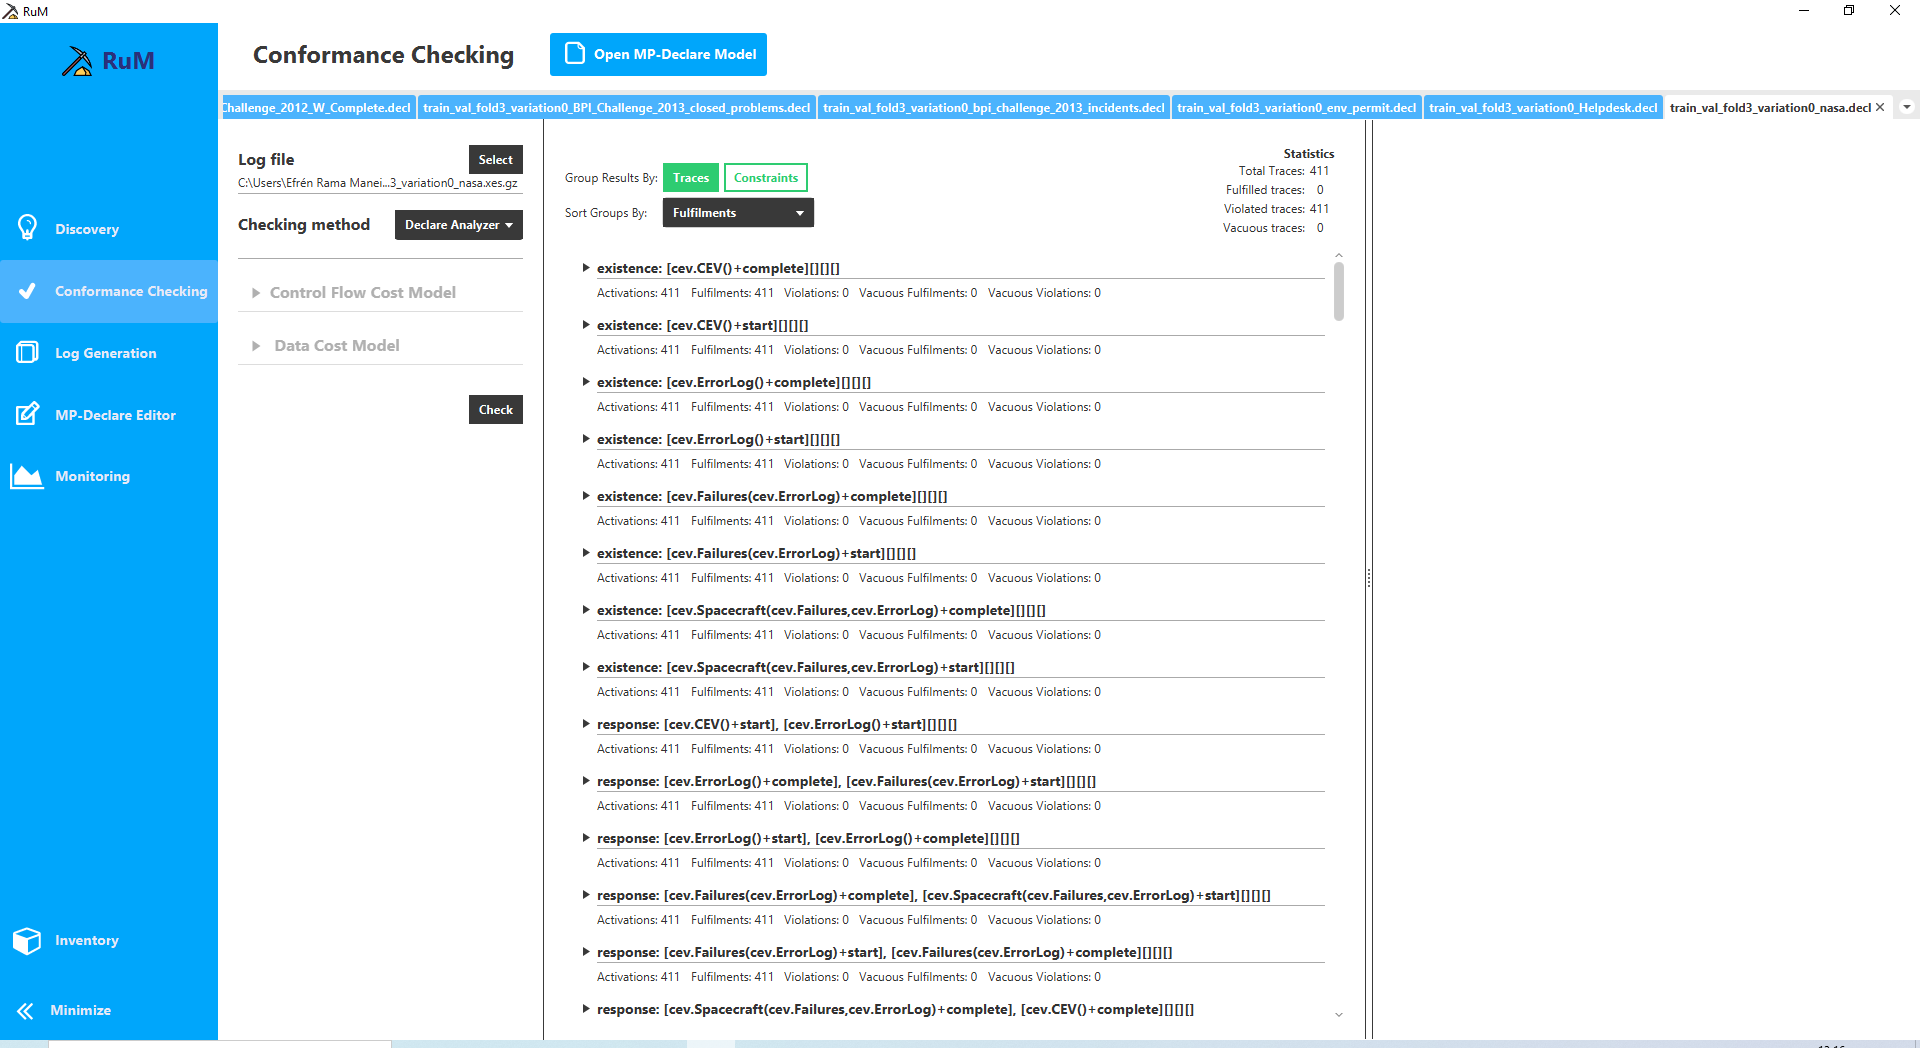 RuM
RuM
Conformance Checking
Open MP-Declare Model
Challenge_2012_W_Complete.decl
train_val_fold3_variation0_BPI_Challenge_2013_closed_problems.decl
train_val_fold3_variation0_bpi_challenge_2013_incidents.decl
train_val_fold3_variation0_env_permit.decl
train_val_fold3_variation0_Helpdesk.decl
train_val_fold3_variation0_nasa.decl
Discovery
Conformance Checking
Log Generation
MP-Declare Editor
Monitoring
Inventory
Minimize
Log file
Select
C:\Users\Efrén Rama Manei...3_variation0_nasa.xes.gz
Checking method
Declare Analyzer
Control Flow Cost Model
Data Cost Model
Check
Group Results By: Traces Constraints
Sort Groups By: Fulfilments
Statistics
Total Traces: 411
Fulfilled traces: 0
Violated traces: 411
Vacuous traces: 0
existence: [cev.CEV()+complete][][][]
Activations: 411 Fulfilments: 411 Violations: 0 Vacuous Fulfilments: 0 Vacuous Violations: 0
existence: [cev.CEV()+start][][][]
Activations: 411 Fulfilments: 411 Violations: 0 Vacuous Fulfilments: 0 Vacuous Violations: 0
existence: [cev.ErrorLog()+complete][][][]
Activations: 411 Fulfilments: 411 Violations: 0 Vacuous Fulfilments: 0 Vacuous Violations: 0
existence: [cev.ErrorLog()+start][][][]
Activations: 411 Fulfilments: 411 Violations: 0 Vacuous Fulfilments: 0 Vacuous Violations: 0
existence: [cev.Failures(cev.ErrorLog)+complete][][][]
Activations: 411 Fulfilments: 411 Violations: 0 Vacuous Fulfilments: 0 Vacuous Violations: 0
existence: [cev.Failures(cev.ErrorLog)+start][][][]
Activations: 411 Fulfilments: 411 Violations: 0 Vacuous Fulfilments: 0 Vacuous Violations: 0
existence: [cev.Spacecraft(cev.Failures,cev.ErrorLog)+complete][][][]
Activations: 411 Fulfilments: 411 Violations: 0 Vacuous Fulfilments: 0 Vacuous Violations: 0
existence: [cev.Spacecraft(cev.Failures,cev.ErrorLog)+start][][][]
Activations: 411 Fulfilments: 411 Violations: 0 Vacuous Fulfilments: 0 Vacuous Violations: 0
response: [cev.CEV()+start], [cev.ErrorLog()+start][][][]
Activations: 411 Fulfilments: 411 Violations: 0 Vacuous Fulfilments: 0 Vacuous Violations: 0
response: [cev.ErrorLog()+complete], [cev.Failures(cev.ErrorLog)+start][][][]
Activations: 411 Fulfilments: 411 Violations: 0 Vacuous Fulfilments: 0 Vacuous Violations: 0
response: [cev.ErrorLog()+start], [cev.ErrorLog()+complete][][][]
Activations: 411 Fulfilments: 411 Violations: 0 Vacuous Fulfilments: 0 Vacuous Violations: 0
response: [cev.Failures(cev.ErrorLog)+complete], [cev.Spacecraft(cev.Failures,cev.ErrorLog)+start][][][]
Activations: 411 Fulfilments: 411 Violations: 0 Vacuous Fulfilments: 0 Vacuous Violations: 0
response: [cev.Failures(cev.ErrorLog)+start], [cev.Failures(cev.ErrorLog)+complete][][][]
Activations: 411 Fulfilments: 411 Violations: 0 Vacuous Fulfilments: 0 Vacuous Violations: 0
response: [cev.Spacecraft(cev.Failures,cev.ErrorLog)+complete], [cev.CEV()+complete][][][]